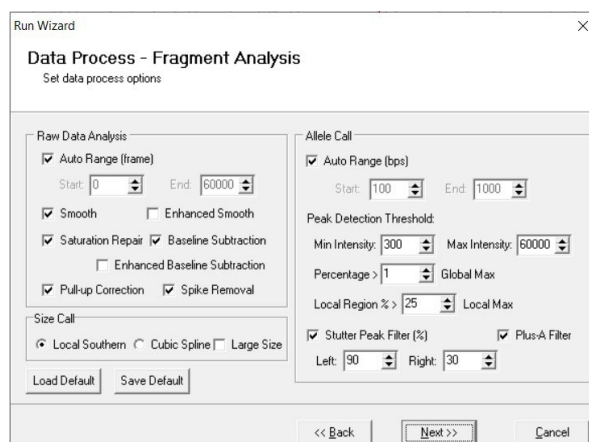 Run Wizard
Data Process - Fragment Analysis
Set data process options
Raw Data Analysis
Auto Range (frame)
Start: 0 End: 60000
Smooth Enhanced Smooth
Saturation Repair Baseline Subtraction
Enhanced Baseline Subtraction
Pull-up Correction Spike Removal
Size Call
Local Southern Cubic Spline Large Size
Load Default Save Default
Allele Call
Auto Range (bps)
Start: 100 End: 1000
Peak Detection Threshold:
Min Intensity: 300 Max Intensity: 60000
Percentage > 1 Global Max
Local Region % > 25 Local Max
Stutter Peak Filter (%) Plus-A Filter
Left: 90 Right: 30
<< Back Next >> Cancel